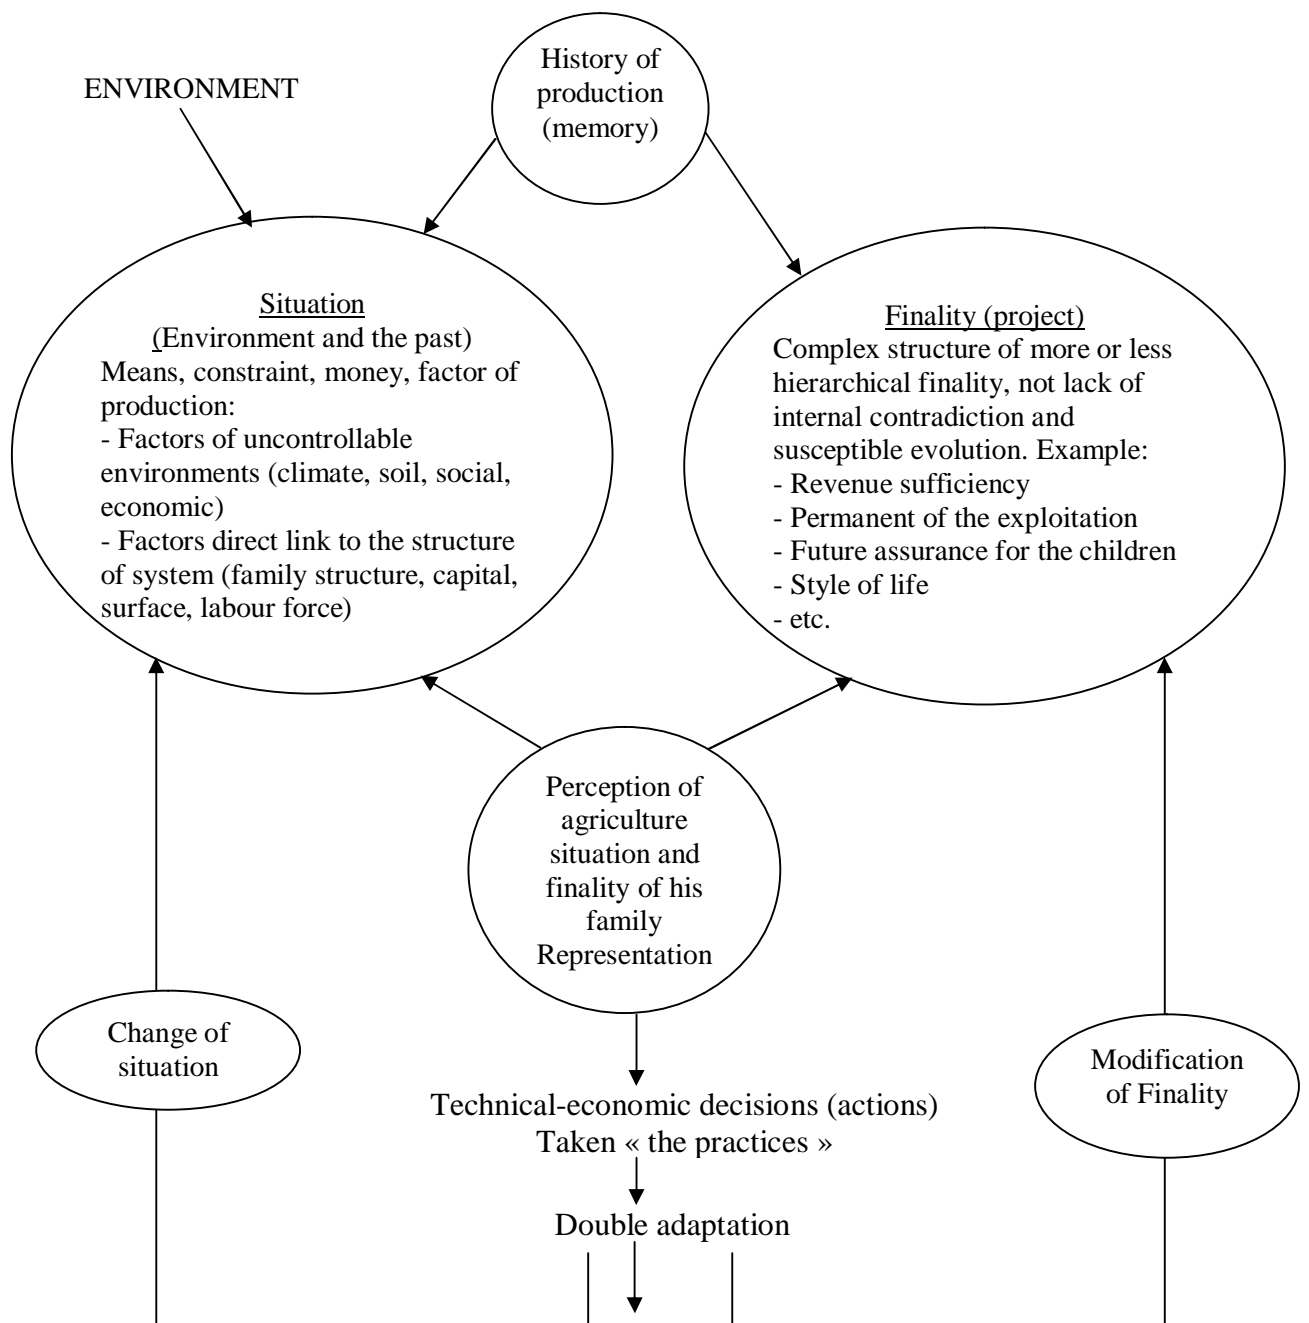 ENVIRONMENT
History of
production
(memory)
Situation
(Environment and the past)
Means, constraint, money, factor of
production:
- Factors of uncontrollable
environments (climate, soil, social,
economic)
- Factors direct link to the structure
of system (family structure, capital,
surface, labour force)
Finality (project)
Complex structure of more or less
hierarchical finality, not lack of
internal contradiction and
susceptible evolution. Example:
- Revenue sufficiency
- Permanent of the exploitation
- Future assurance for the children
- Style of life
- etc.
Perception of
agriculture
situation and
finality of his
family
Representation
Change of
situation
Modification
of Finality
Technical-economic decisions (actions)
Taken « the practices »
Double adaptation